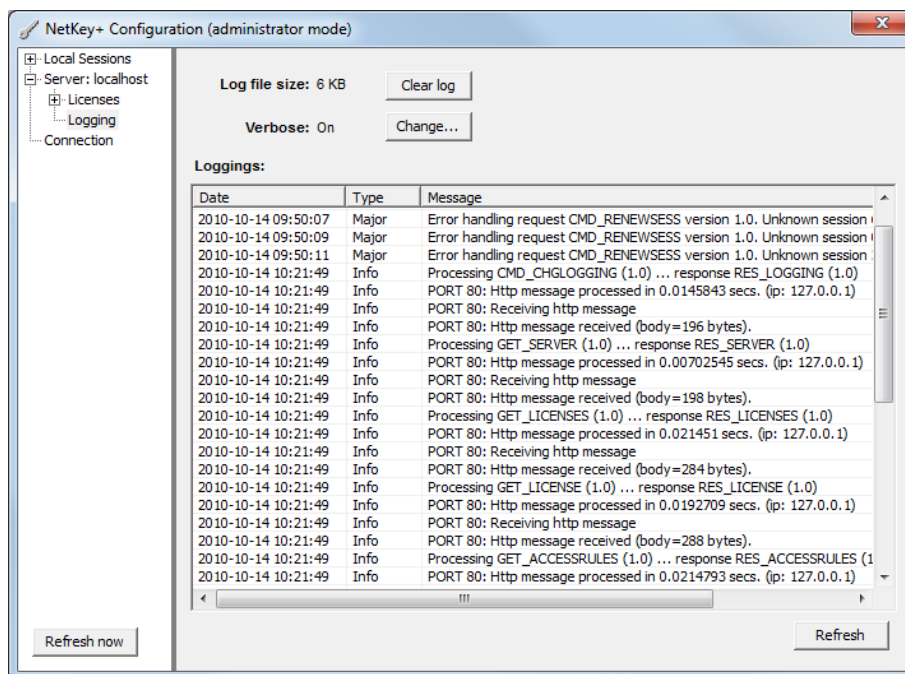 NetKey+ Configuration (administrator mode)
Local Sessions
Server: localhost
Licenses
Logging
Connection
Log file size: 6 KB Clear log
Verbose: On Change...
Loggings:
Date Type Message
2010-10-14 09:50:07 Major Error handling request CMD_RENEWSESS version 1.0. Unknown session
2010-10-14 09:50:09 Major Error handling request CMD_RENEWSESS version 1.0. Unknown session
2010-10-14 09:50:11 Major Error handling request CMD_RENEWSESS version 1.0. Unknown session
2010-10-14 10:21:49 Info Processing CMD_CHGLOGGING (1.0) ... response RES_LOGGING (1.0)
2010-10-14 10:21:49 Info PORT 80: Http message processed in 0.0145843 secs. (ip: 127.0.0.1)
2010-10-14 10:21:49 Info PORT 80: Receiving http message
2010-10-14 10:21:49 Info PORT 80: Http message received (body=196 bytes).
2010-10-14 10:21:49 Info Processing GET_SERVER (1.0) ... response RES_SERVER (1.0)
2010-10-14 10:21:49 Info PORT 80: Http message processed in 0.00702545 secs. (ip: 127.0.0.1)
2010-10-14 10:21:49 Info PORT 80: Receiving http message
2010-10-14 10:21:49 Info PORT 80: Http message received (body=198 bytes).
2010-10-14 10:21:49 Info Processing GET_LICENSES (1.0) ... response RES_LICENSES (1.0)
2010-10-14 10:21:49 Info PORT 80: Http message processed in 0.021451 secs. (ip: 127.0.0.1)
2010-10-14 10:21:49 Info PORT 80: Receiving http message
2010-10-14 10:21:49 Info PORT 80: Http message received (body=284 bytes).
2010-10-14 10:21:49 Info Processing GET_LICENSE (1.0) ... response RES_LICENSE (1.0)
2010-10-14 10:21:49 Info PORT 80: Http message processed in 0.0192709 secs. (ip: 127.0.0.1)
2010-10-14 10:21:49 Info PORT 80: Receiving http message
2010-10-14 10:21:49 Info PORT 80: Http message received (body=288 bytes).
2010-10-14 10:21:49 Info Processing GET_ACCESSRULES (1.0) ... response RES_ACCESSRULES (1
2010-10-14 10:21:49 Info PORT 80: Http message processed in 0.0214793 secs. (ip: 127.0.0.1)
Refresh now
Refresh